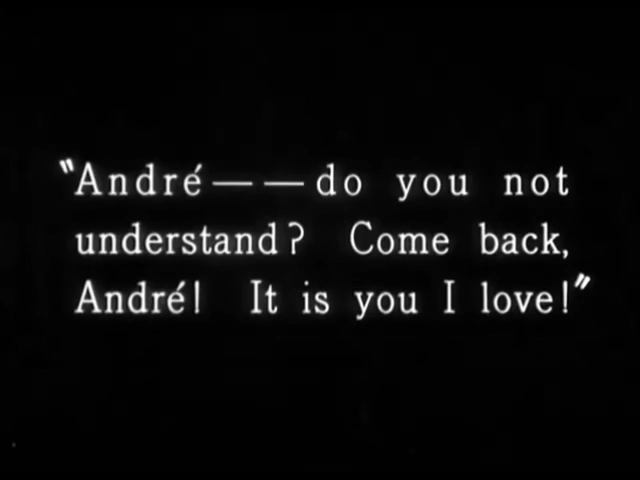 "André — — do you not
understand? Come back,
André! It is you I love!"